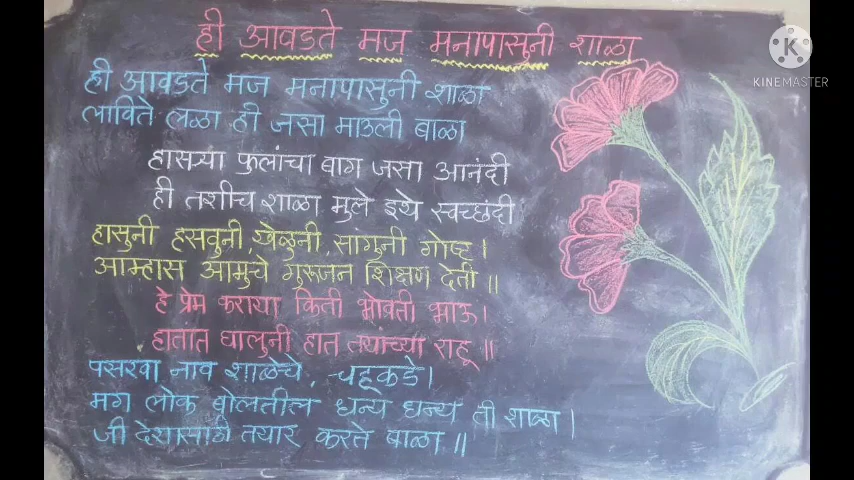 ही आवडते मज मनापासुनी शाळा
KINEMASTER
ही आवडते मज मनापासुनी शाळा
लाविते लळा ही जसा माउली बाळा
हासऱ्या फुलांचा बाग जसा आनंदी
ही तशीच शाळा मुले इथे स्वच्छंदी
हासुनी हसवुनी, खेळुनी, सांगुनी गोष्ट ।
आम्हास आमुचे गुरुजन शिक्षण देती ॥
हे प्रेम कराया किती भोवती भाऊ।
हातांत घालुनी हात तयांच्या राहू ॥
पसरवा नाव शाळेचे, चहूकडे।
मग लोक बोलतील धन्य धन्य ती शाळा ।
जी देशासाठी तयार करते बाळा ॥